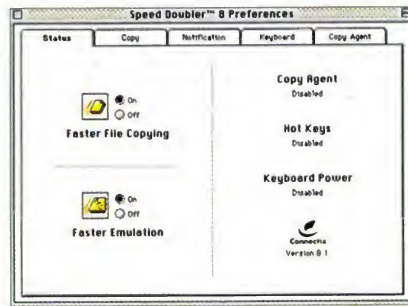 Speed Doubler™ 8 Preferences
Status
Copy
Notification
Keyboard
Copy Agent
On
Off
Faster File Copying
On
Off
Faster Emulation
Copy Agent
Disabled
Hot Keys
Disabled
Keyboard Power
Disabled
Connectix
Version 8.1